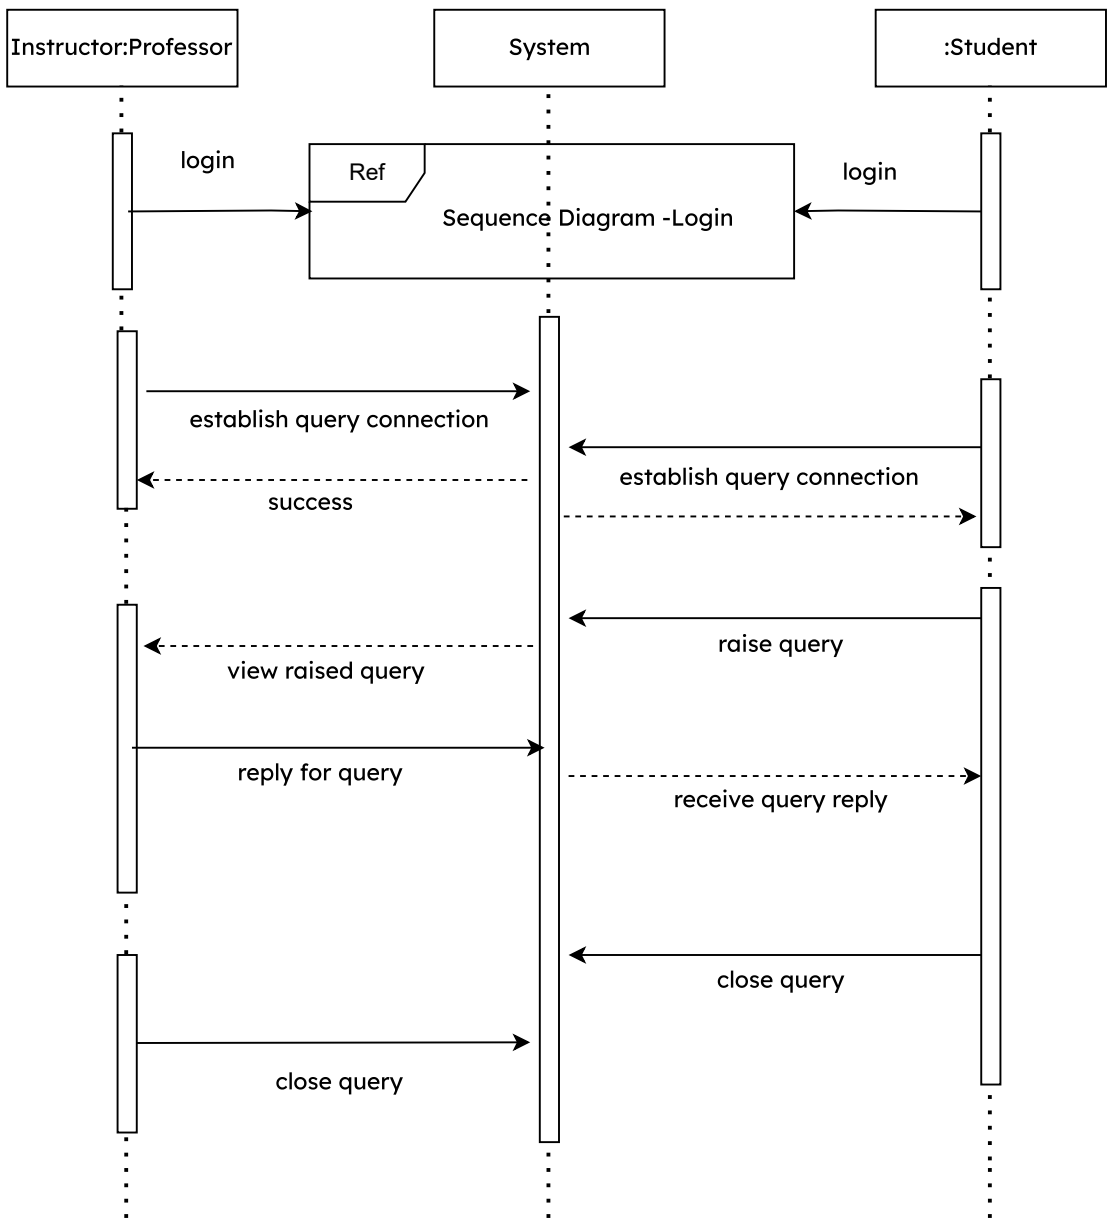 Instructor:Professor
System
:Student
login
Ref
login
Sequence Diagram -Login
establish query connection
establish query connection
success
raise query
view raised query
reply for query
receive query reply
close query
close query